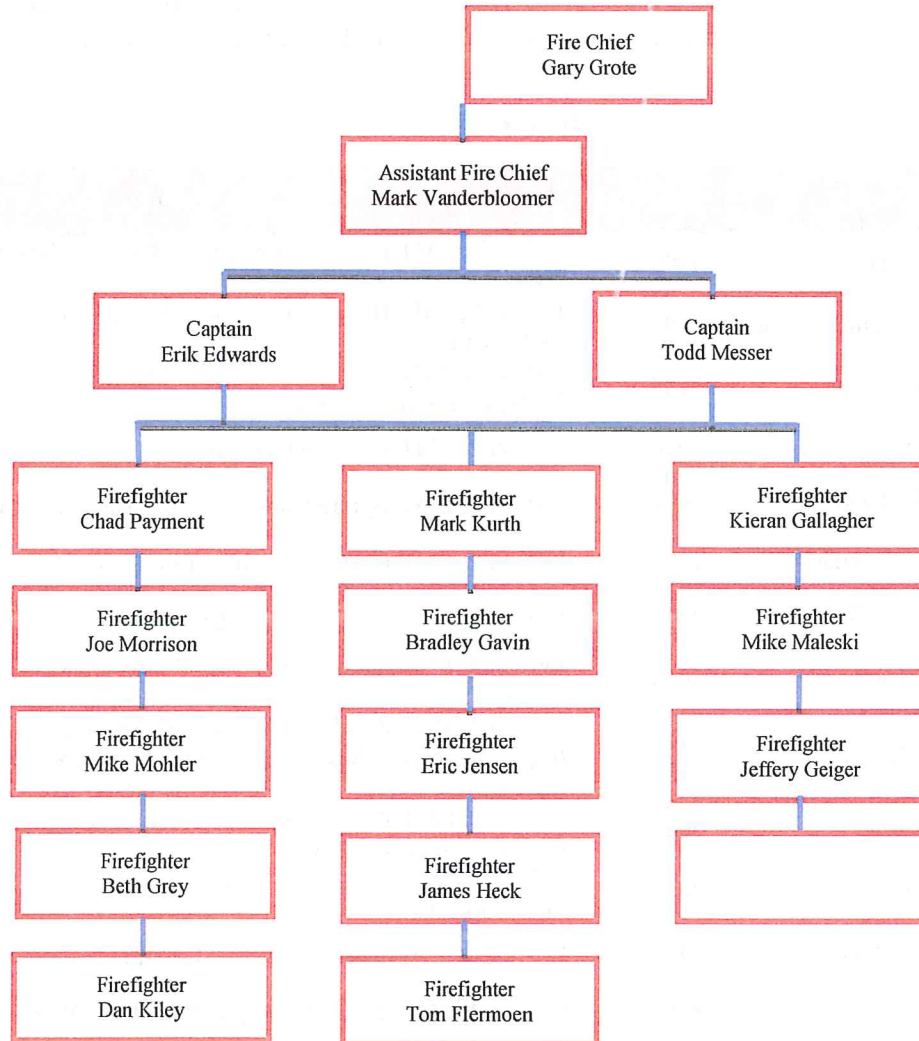 Fire Chief
Gary Grote
Assistant Fire Chief
Mark Vanderbloomer
Captain
Erik Edwards
Captain
Todd Messer
Firefighter
Chad Payment
Firefighter
Mark Kurth
Firefighter
Kieran Gallagher
Firefighter
Joe Morrison
Firefighter
Bradley Gavin
Firefighter
Mike Maleski
Firefighter
Mike Mohler
Firefighter
Eric Jensen
Firefighter
Jeffery Geiger
Firefighter
Beth Grey
Firefighter
James Heck
Firefighter
Dan Kiley
Firefighter
Tom Flermoen